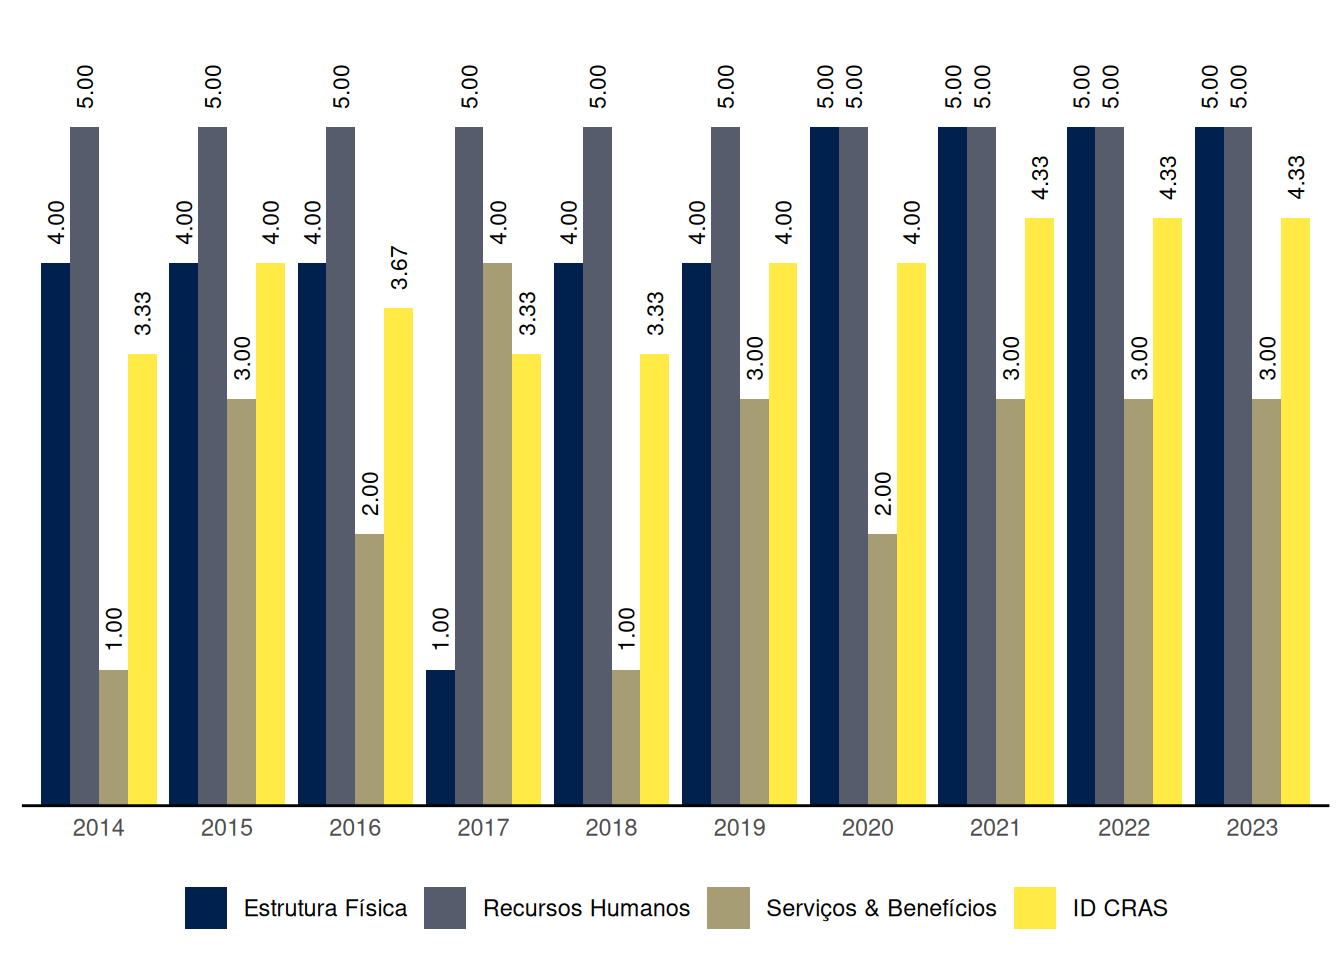 5.00 5.00 5.00 5.00 5.00 5.00 5.00 5.00 5.00 5.00 5.00 5.00 5.00 5.00
4.33 4.33 4.33
4.00 4.00 4.00 4.00 4.00 4.00 4.00 4.00 4.00
3.67
3.33 3.33 3.33
3.00 3.00 3.00 3.00 3.00
2.00 2.00
1.00 1.00 1.00
2014 2015 2016 2017 2018 2019 2020 2021 2022 2023
Estrutura Física Recursos Humanos Serviços & Benefícios ID CRAS